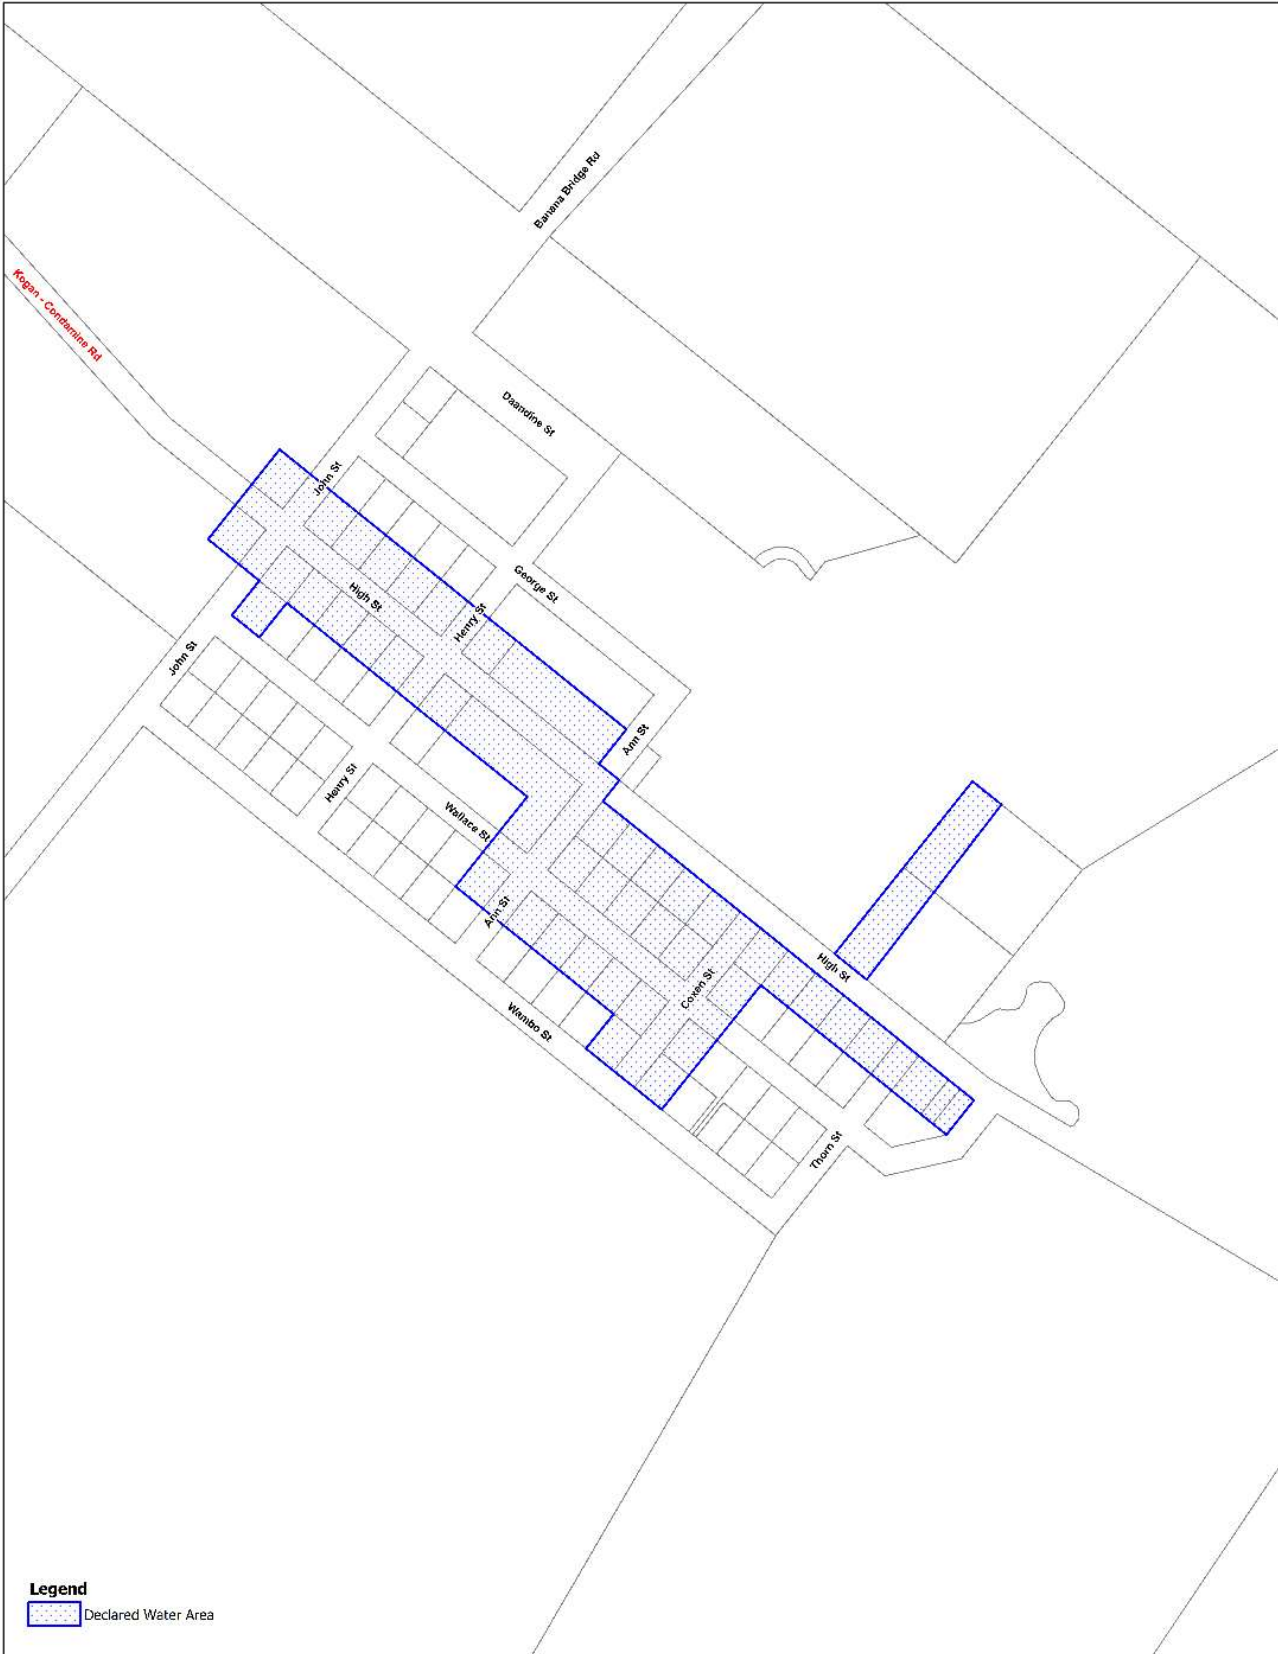 Banana Bridge Rd
Kogan - Condamine Rd
Daandine St
John St
George St
High St
Henry St
John St
Ann St
Henry St
Wallace St
Ann St
High St
Coxen St
Wambo St
Thorn St
Legend
Declared Water Area